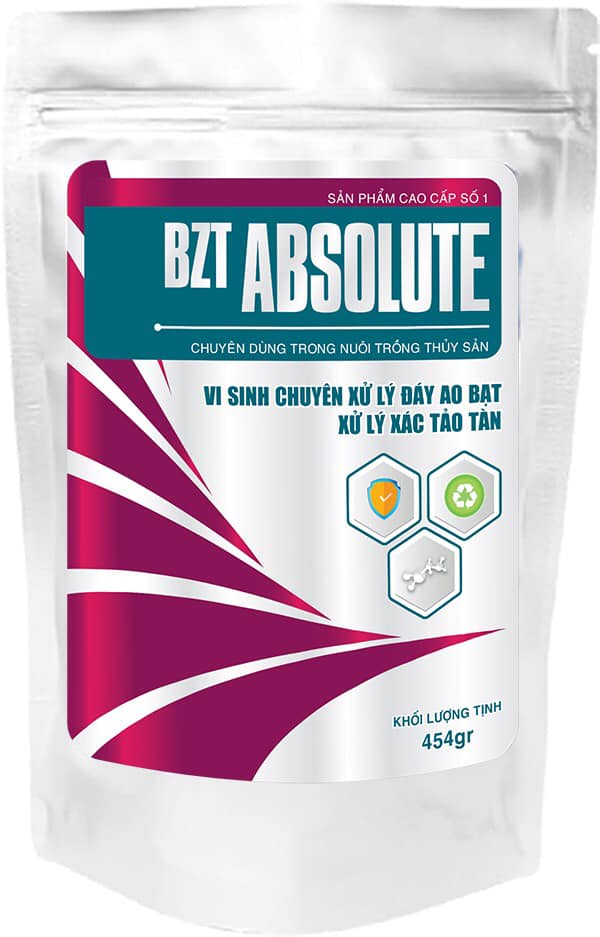 SẢN PHẨM CAO CẤP SỐ 1
BZT ABSOLUTE
CHUYÊN DÙNG TRONG NUÔI TRỒNG THỦY SẢN
VI SINH CHUYÊN XỬ LÝ ĐÁY AO BẠT
XỬ LÝ XÁC TẢO TÀN
KHỐI LƯỢNG TỊNH
454gr